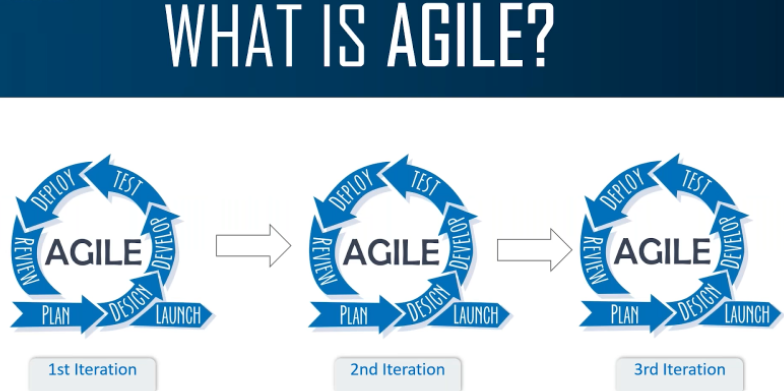 WHAT IS AGILE?
DEPLOY
TEST
REVIEW
AGILE
DEVELOP
PLAN
DESIGN
LAUNCH
1st Iteration
DEPLOY
TEST
REVIEW
AGILE
DEVELOP
PLAN
DESIGN
LAUNCH
2nd Iteration
DEPLOY
TEST
REVIEW
AGILE
DEVELOP
PLAN
DESIGN
LAUNCH
3rd Iteration